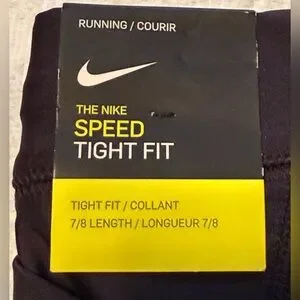 RUNNING / COURIR
THE NIKE
SPEED
TIGHT FIT
TIGHT FIT / COLLANT
7/8 LENGTH / LONGUEUR 7/8